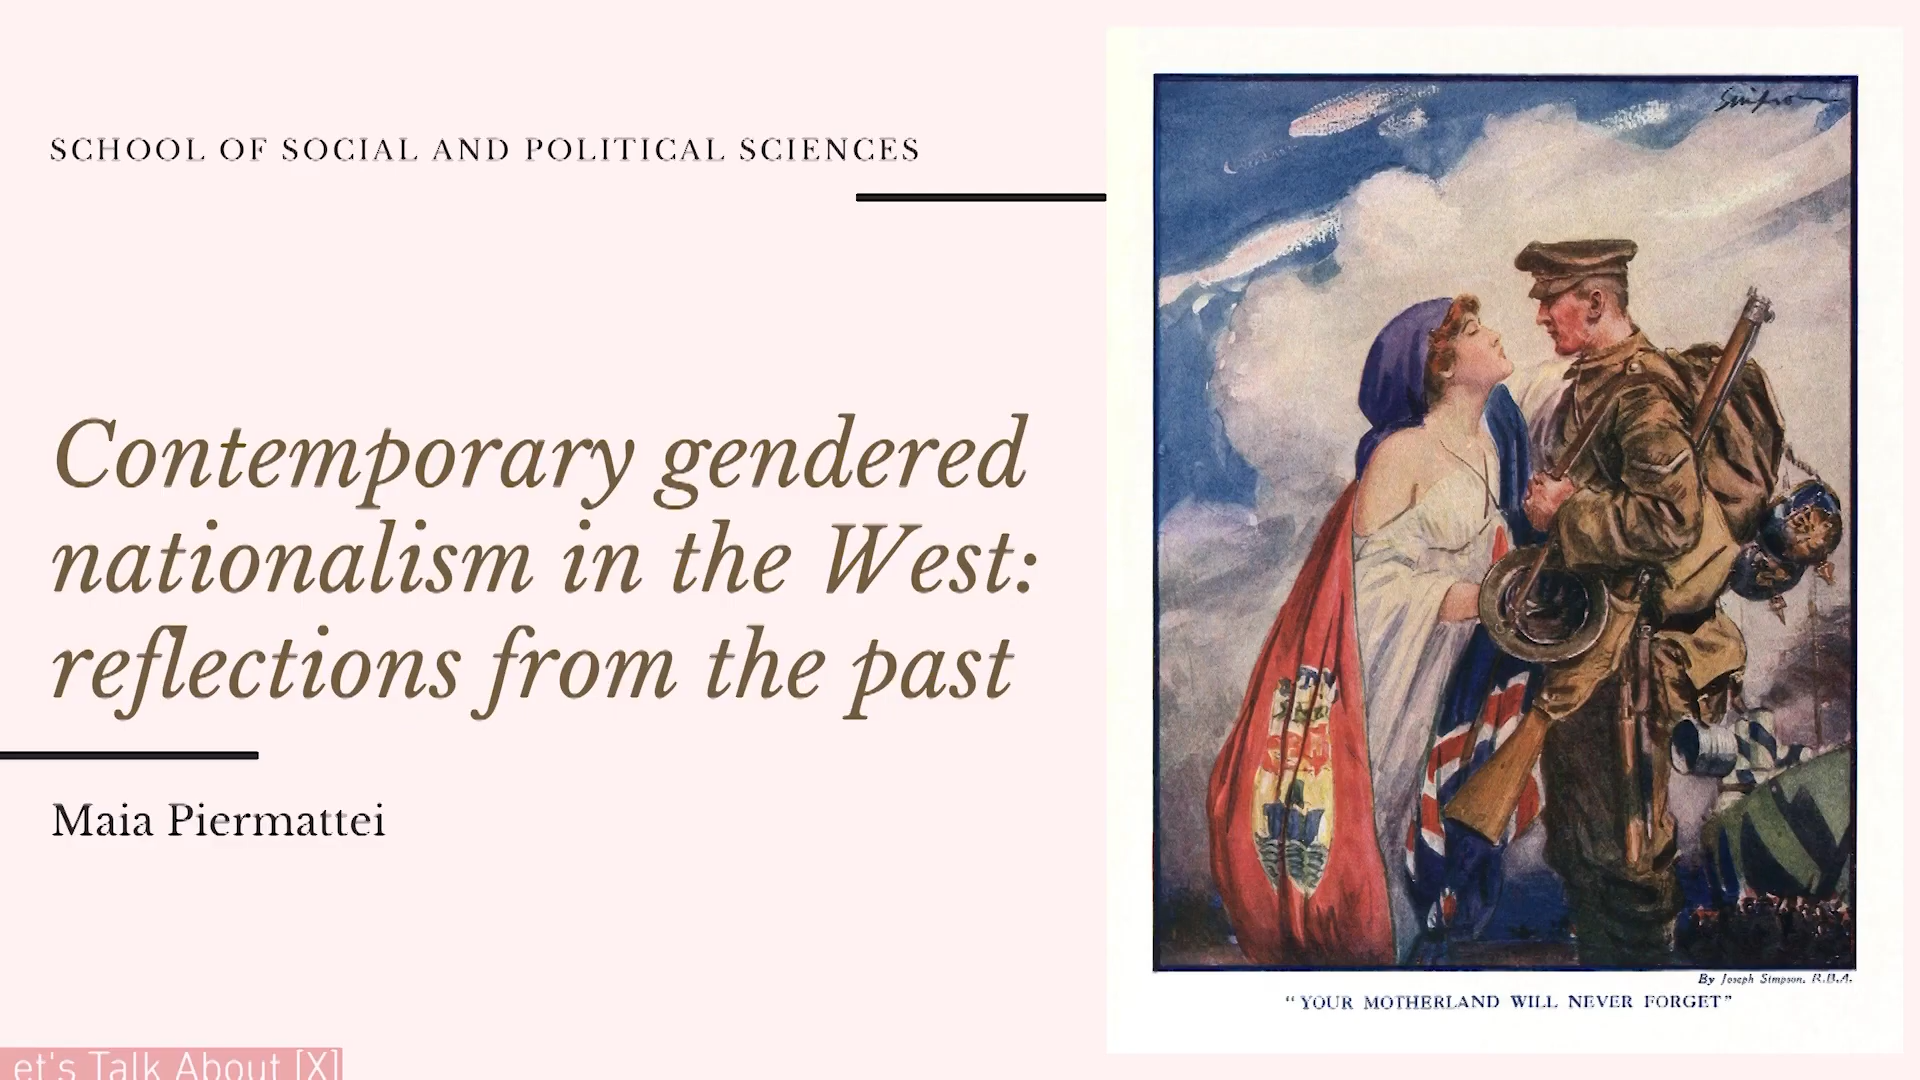 SCHOOL OF SOCIAL AND POLITICAL SCIENCES
Contemporary gendered
nationalism in the West:
reflections from the past
Maia Piermattei
Simpson
By Joseph Simpson, R.B.A.
"YOUR MOTHERLAND WILL NEVER FORGET"
et's Talk About [X]